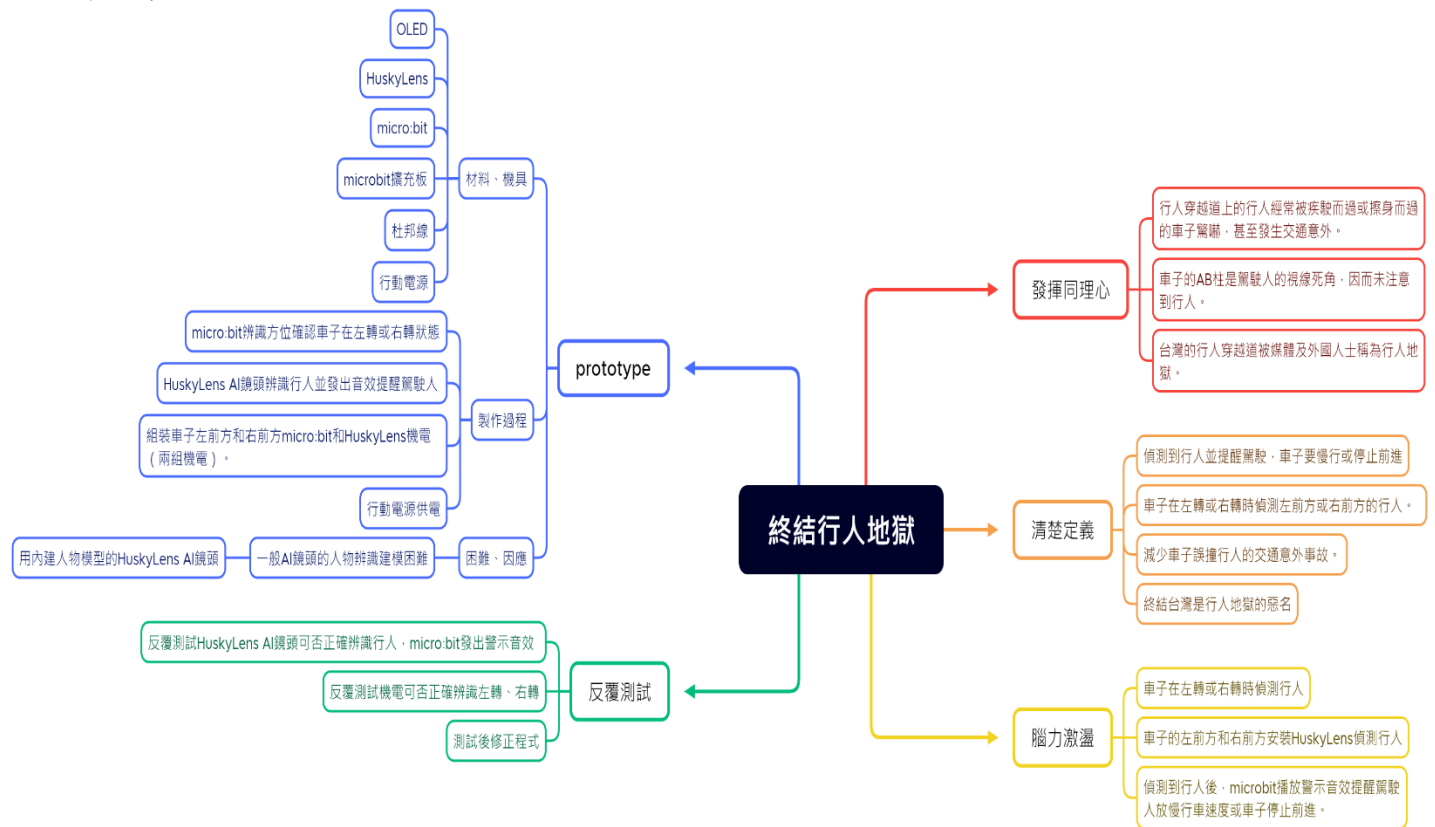 終結行人地獄
發揮同理心
行人穿越道上的行人經常被疾駛而過或擦身而過
的車子驚嚇，甚至發生交通意外。
車子的AB柱是駕駛人的視線死角，因而未注意
到行人。
台灣的行人穿越道被媒體及外國人士稱為行人地
獄。
清楚定義
偵測到行人並提醒駕駛，車子要慢行或停止前進
車子在左轉或右轉時偵測左前方或右前方的行人。
減少車子誤撞行人的交通意外事故。
終結台灣是行人地獄的惡名
腦力激盪
車子在左轉或右轉時偵測行人
車子的左前方和右前方安裝HuskyLens偵測行人
偵測到行人後，microbit播放警示音效提醒駕駛
人放慢行車速度或車子停止前進。
prototype
材料、機具
OLED
HuskyLens
micro:bit
microbit擴充板
杜邦線
行動電源
製作過程
micro:bit辨識方位確認車子在左轉或右轉狀態
HuskyLens AI鏡頭辨識行人並發出音效提醒駕駛人
組裝車子左前方和右前方micro:bit和HuskyLens機電
（兩組機電）。
行動電源供電
困難、因應
一般AI鏡頭的人物辨識建模困難
用內建人物模型的HuskyLens AI鏡頭
反覆測試
反覆測試HuskyLens AI鏡頭可否正確辨識行人，micro:bit發出警示音效
反覆測試機電可否正確辨識左轉、右轉
測試後修正程式